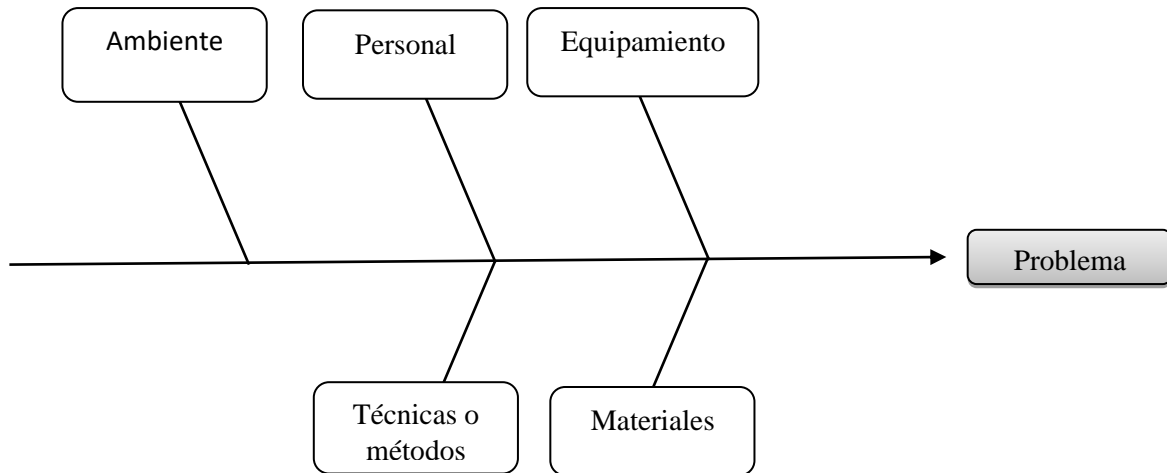 Ambiente
Personal
Equipamiento
Problema
Técnicas o
métodos
Materiales